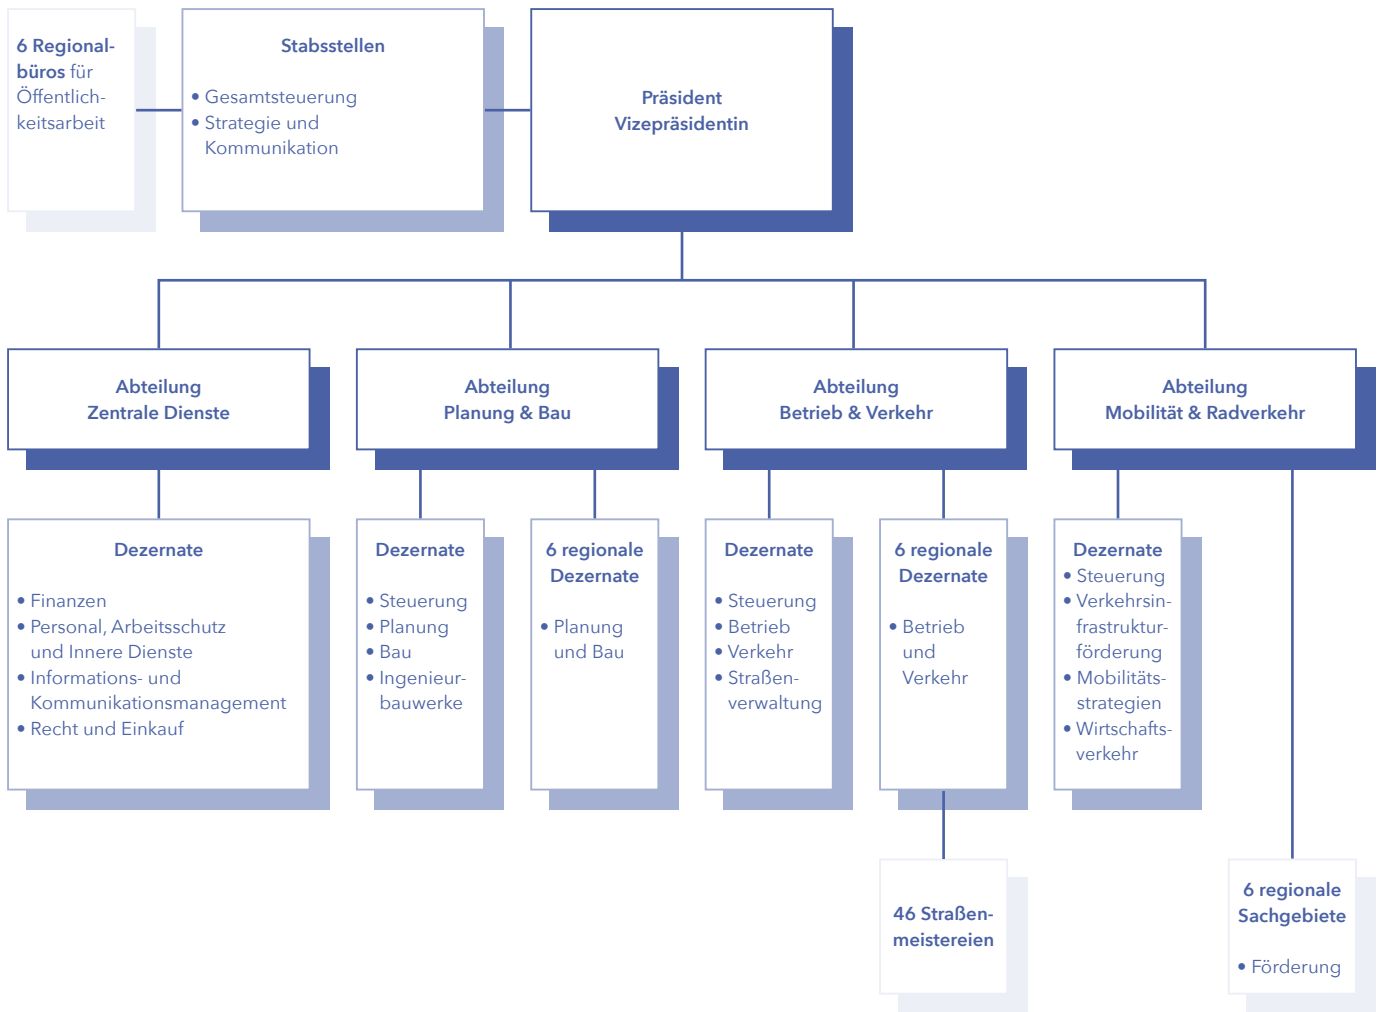 6 Regional-
büros für
Öffentlich-
keitsarbeit
Stabsstellen
• Gesamtsteuerung
• Strategie und
Kommunikation
Präsident
Vizepräsidentin
Abteilung
Zentrale Dienste
Abteilung
Planung & Bau
Abteilung
Betrieb & Verkehr
Abteilung
Mobilität & Radverkehr
Dezernate
• Finanzen
• Personal, Arbeitsschutz
und Innere Dienste
• Informations- und
Kommunikationsmanagement
• Recht und Einkauf
Dezernate
• Steuerung
• Planung
• Bau
• Ingenieur-
bauwerke
6 regionale
Dezernate
• Planung
und Bau
Dezernate
• Steuerung
• Betrieb
• Verkehr
• Straßen-
verwaltung
6 regionale
Dezernate
• Betrieb
und
Verkehr
Dezernate
• Steuerung
• Verkehrsin-
frastruktur-
förderung
• Mobilitäts-
strategien
• Wirtschafts-
verkehr
46 Straßen-
meistereien
6 regionale
Sachgebiete
• Förderung